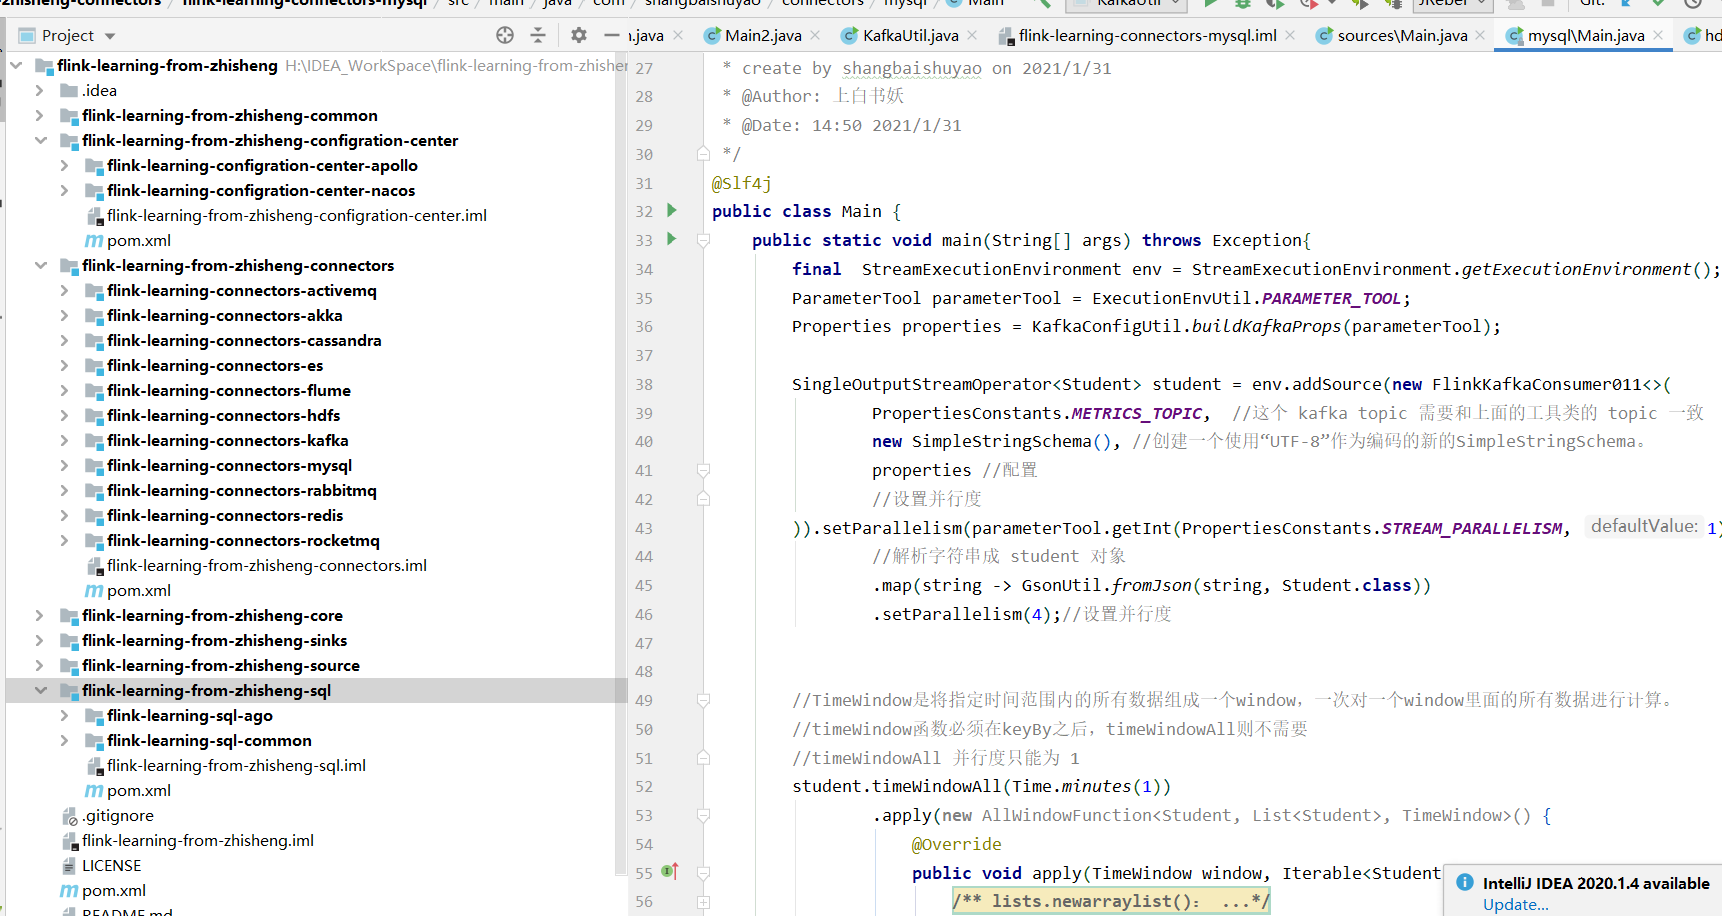 flink-learning-connectors-mysql src main java com shangbaishuyao connectors mysql Main KafkaUtil JRebel Git:
Project
.java Main2.java KafkaUtil.java flink-learning-connectors-mysql.iml sources\Main.java mysql\Main.java hd
flink-learning-from-zhisheng H:\IDEA_WorkSpace\flink-learning-from-zhisher
.idea
flink-learning-from-zhisheng-common
flink-learning-from-zhisheng-configration-center
flink-learning-configration-center-apollo
flink-learning-configration-center-nacos
flink-learning-from-zhisheng-configration-center.iml
pom.xml
flink-learning-from-zhisheng-connectors
flink-learning-connectors-activemq
flink-learning-connectors-akka
flink-learning-connectors-cassandra
flink-learning-connectors-es
flink-learning-connectors-flume
flink-learning-connectors-hdfs
flink-learning-connectors-kafka
flink-learning-connectors-mysql
flink-learning-connectors-rabbitmq
flink-learning-connectors-redis
flink-learning-connectors-rocketmq
flink-learning-from-zhisheng-connectors.iml
pom.xml
flink-learning-from-zhisheng-core
flink-learning-from-zhisheng-sinks
flink-learning-from-zhisheng-source
flink-learning-from-zhisheng-sql
flink-learning-sql-ago
flink-learning-sql-common
flink-learning-from-zhisheng-sql.iml
pom.xml
.gitignore
flink-learning-from-zhisheng.iml
LICENSE
pom.xml
README.md
27 * create by shangbaishuyao on 2021/1/31
28 * @Author: 上白书妖
29 * @Date: 14:50 2021/1/31
30 */
31 @Slf4j
32 public class Main {
33 public static void main(String[] args) throws Exception{
34 final StreamExecutionEnvironment env = StreamExecutionEnvironment.getExecutionEnvironment();
35 ParameterTool parameterTool = ExecutionEnvUtil.PARAMETER_TOOL;
36 Properties properties = KafkaConfigUtil.buildKafkaProps(parameterTool);
37
38 SingleOutputStreamOperator<Student> student = env.addSource(new FlinkKafkaConsumer011<>(
39 PropertiesConstants.METRICS_TOPIC, //这个 kafka topic 需要和上面的工具类的 topic 一致
40 new SimpleStringSchema(), //创建一个使用“UTF-8”作为编码的新的SimpleStringSchema。
41 properties //配置
42 //设置并行度
43 )).setParallelism(parameterTool.getInt(PropertiesConstants.STREAM_PARALLELISM, defaultValue: 1)
44 //解析字符串成 student 对象
45 .map(string -> GsonUtil.fromJson(string, Student.class))
46 .setParallelism(4);//设置并行度
47
48
49 //TimeWindow是将指定时间范围内的所有数据组成一个window，一次对一个window里面的所有数据进行计算。
50 //timeWindow函数必须在keyBy之后，timeWindowAll则不需要
51 //timeWindowAll 并行度只能为 1
52 student.timeWindowAll(Time.minutes(1))
53 .apply(new AllWindowFunction<Student, List<Student>, TimeWindow>() {
54 @Override
55 public void apply(TimeWindow window, Iterable<Student
56 /** lists.newarraylist()： ...*/
IntelliJ IDEA 2020.1.4 available
Update...